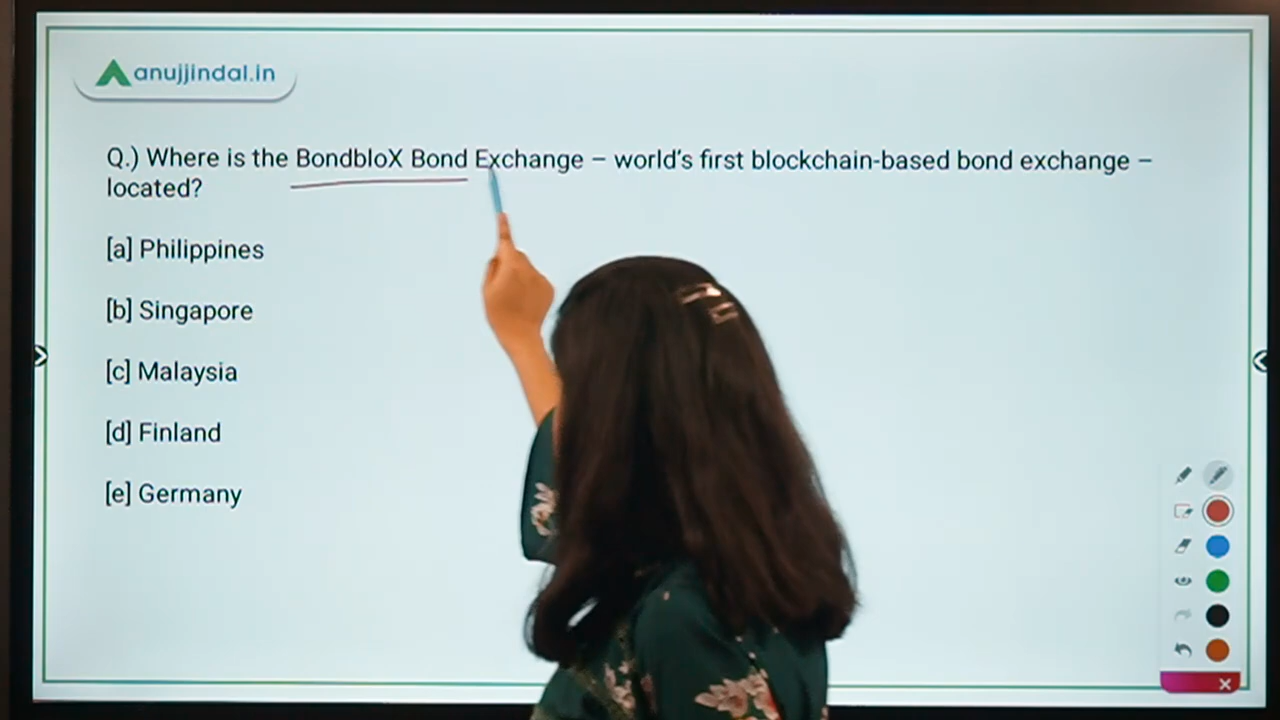 anujjindal.in
Q.) Where is the BondbloX Bond Exchange – world's first blockchain-based bond exchange –
located?
[a] Philippines
[b] Singapore
[c] Malaysia
[d] Finland
[e] Germany